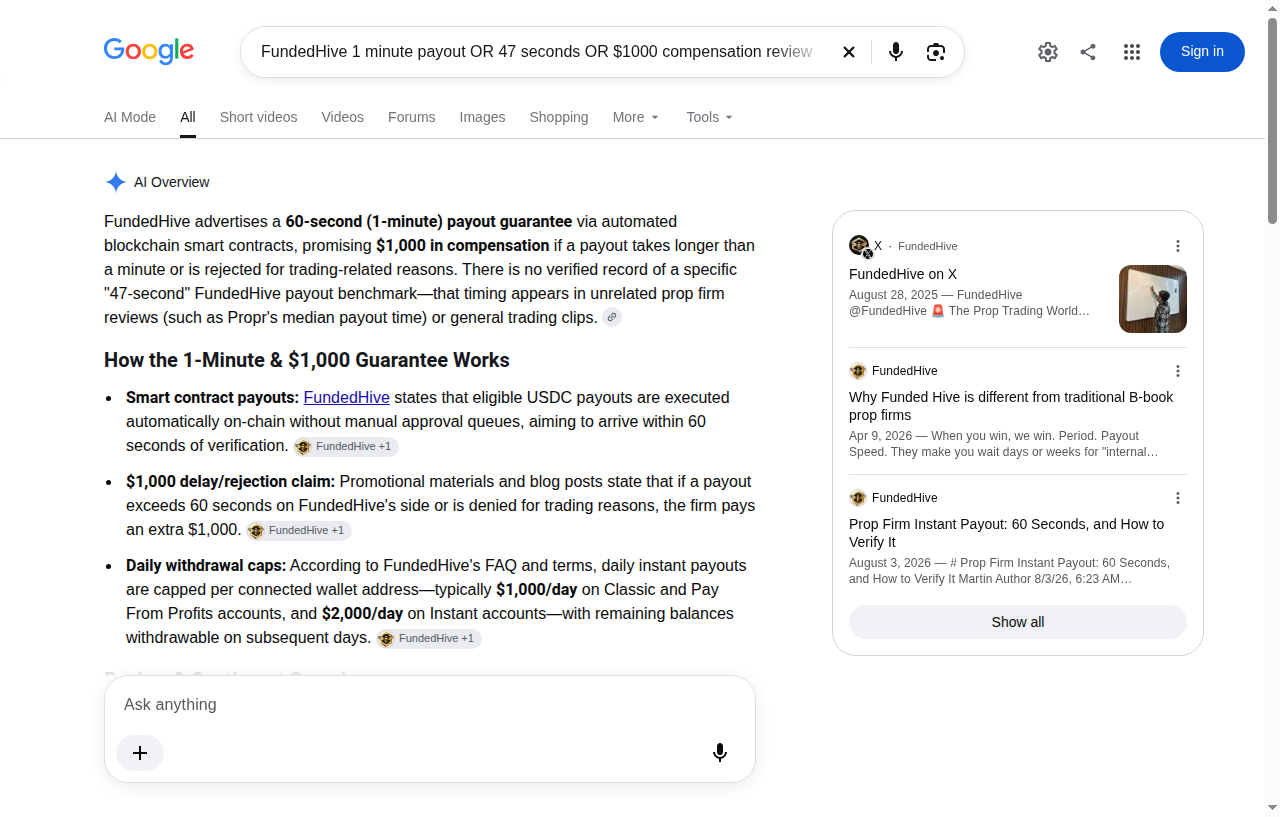 Google
FundedHive 1 minute payout OR 47 seconds OR $1000 compensation review
Sign in
AI Mode
All
Short videos
Videos
Forums
Images
Shopping
More
Tools
AI Overview
FundedHive advertises a 60-second (1-minute) payout guarantee via automated
blockchain smart contracts, promising $1,000 in compensation if a payout takes longer than
a minute or is rejected for trading-related reasons. There is no verified record of a specific
"47-second" FundedHive payout benchmark—that timing appears in unrelated prop firm
reviews (such as Propr's median payout time) or general trading clips.
How the 1-Minute & $1,000 Guarantee Works
Smart contract payouts: FundedHive states that eligible USDC payouts are executed
automatically on-chain without manual approval queues, aiming to arrive within 60
seconds of verification. FundedHive +1
$1,000 delay/rejection claim: Promotional materials and blog posts state that if a payout
exceeds 60 seconds on FundedHive's side or is denied for trading reasons, the firm pays
an extra $1,000. FundedHive +1
Daily withdrawal caps: According to FundedHive's FAQ and terms, daily instant payouts
are capped per connected wallet address—typically $1,000/day on Classic and Pay
From Profits accounts, and $2,000/day on Instant accounts—with remaining balances
withdrawable on subsequent days. FundedHive +1
Ask anything
X · FundedHive
FundedHive on X
August 28, 2025 — FundedHive
@FundedHive 🚨 The Prop Trading World…
FundedHive
Why Funded Hive is different from traditional B-book
prop firms
Apr 9, 2026 — When you win, we win. Period. Payout
Speed. They make you wait days or weeks for "internal…
FundedHive
Prop Firm Instant Payout: 60 Seconds, and How to
Verify It
August 3, 2026 — # Prop Firm Instant Payout: 60 Seconds,
and How to Verify It Martin Author 8/3/26, 6:23 AM…
Show all